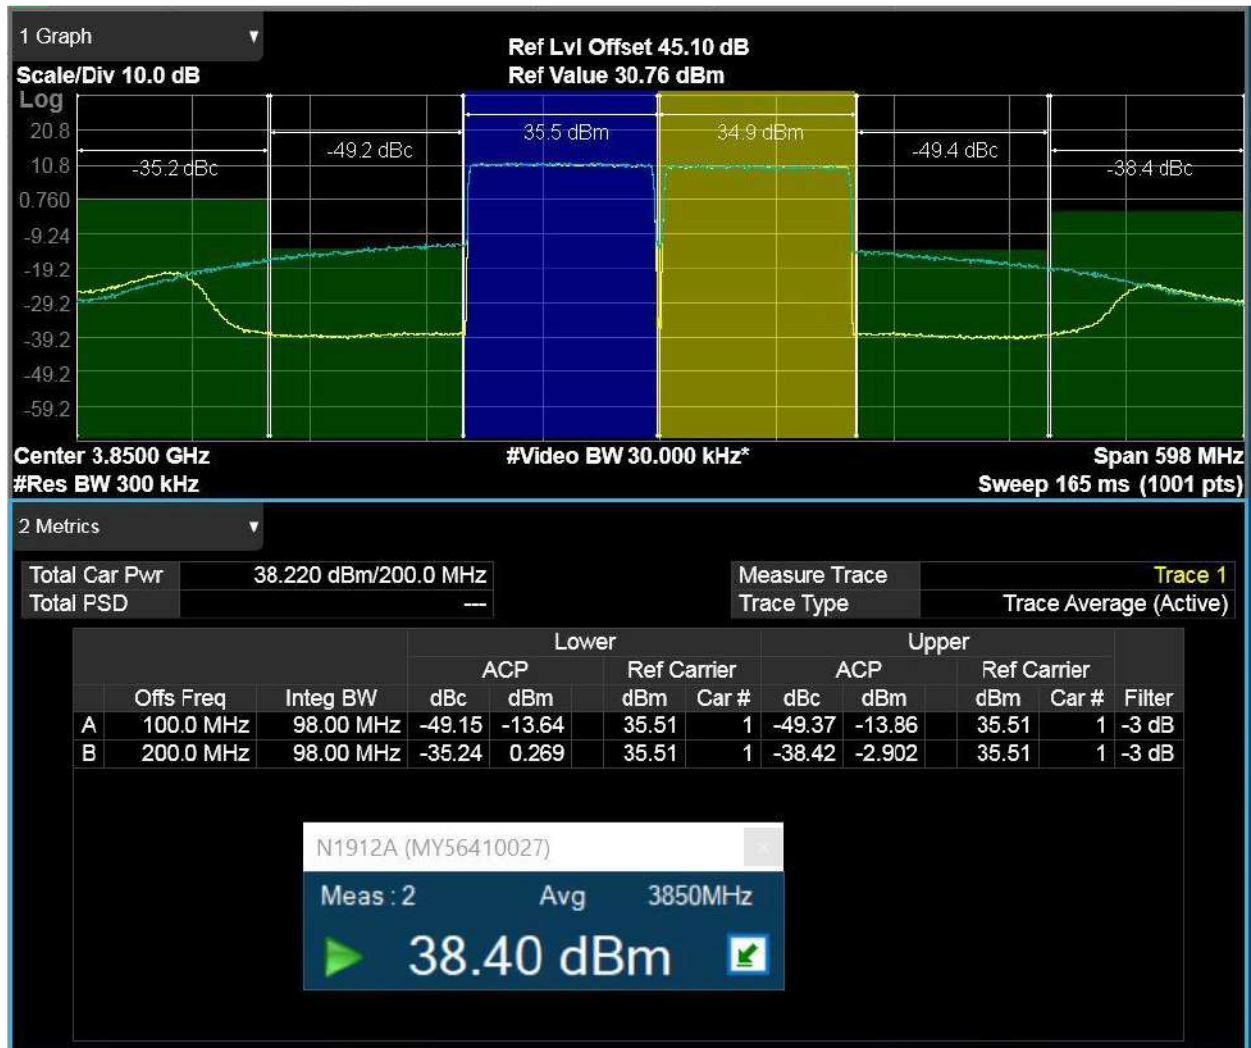 1 Graph
Ref Lvl Offset 45.10 dB
Scale/Div 10.0 dB
Ref Value 30.76 dBm
Log
20.8
10.8
0.760
-9.24
-19.2
-29.2
-39.2
-49.2
-59.2
-35.2 dBc
-49.2 dBc
35.5 dBm
34.9 dBm
-49.4 dBc
-38.4 dBc
Center 3.8500 GHz
#Video BW 30.000 kHz*
Span 598 MHz
#Res BW 300 kHz
Sweep 165 ms (1001 pts)
2 Metrics
Total Car Pwr 38.220 dBm/200.0 MHz
Measure Trace Trace 1
Total PSD ---
Trace Type Trace Average (Active)
Lower Upper
ACP Ref Carrier ACP Ref Carrier
Offs Freq Integ BW dBc dBm dBm Car # dBc dBm dBm Car # Filter
A 100.0 MHz 98.00 MHz -49.15 -13.64 35.51 1 -49.37 -13.86 35.51 1 -3 dB
B 200.0 MHz 98.00 MHz -35.24 0.269 35.51 1 -38.42 -2.902 35.51 1 -3 dB
N1912A (MY56410027)
Meas : 2 Avg 3850MHz
38.40 dBm